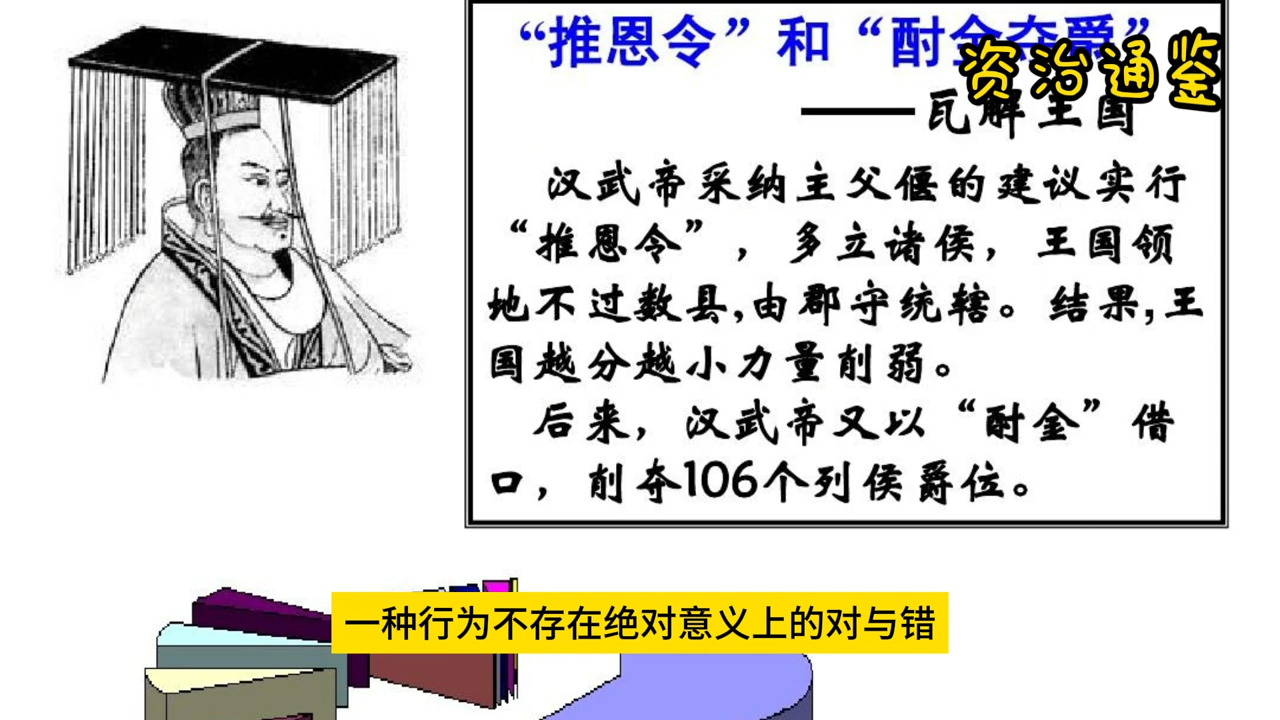 “推恩令”和“酎金夺爵”
资治通鉴
——瓦解王国
汉武帝采纳主父偃的建议实行
“推恩令”，多立诸侯，王国领
地不过数县,由郡守统辖。结果,王
国越分越小力量削弱。
后来，汉武帝又以“酎金”借
口，削夺106个列侯爵位。
一种行为不存在绝对意义上的对与错